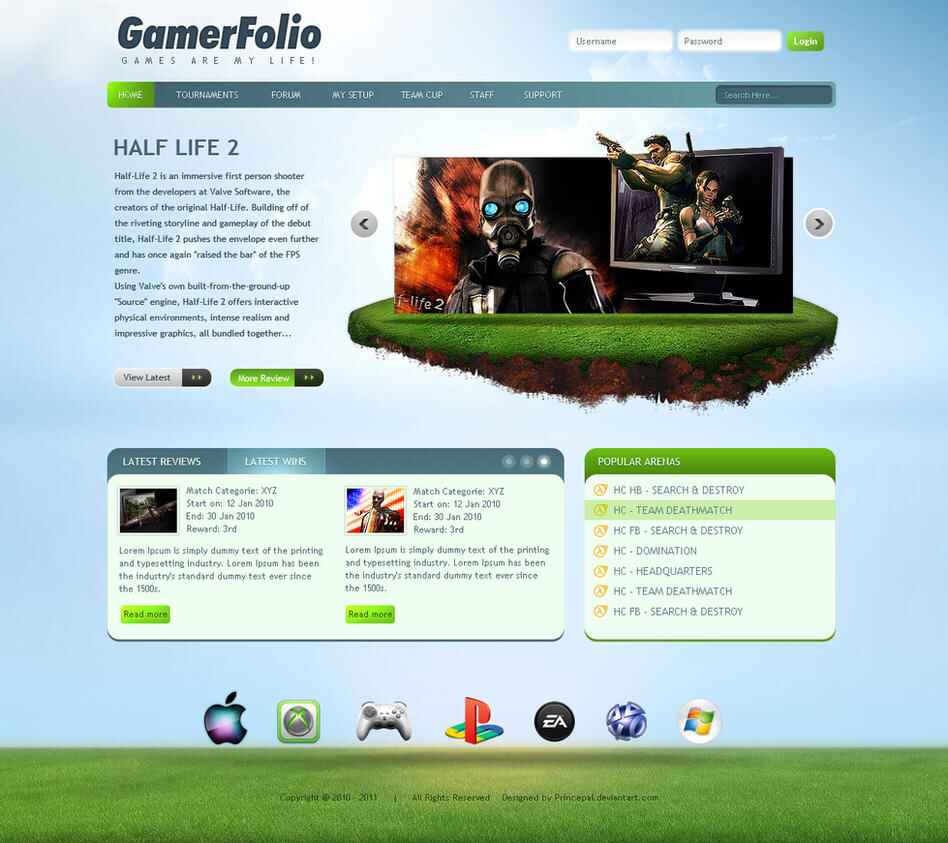 GamerFolio
GAMES ARE MY LIFE!
Username
Password
Login
HOME
TOURNAMENTS
FORUM
MY SETUP
TEAM CUP
STAFF
SUPPORT
Search Here...
HALF LIFE 2
Half-Life 2 is an immersive first person shooter
from the developers at Valve Software, the
creators of the original Half-Life. Building off of
the riveting storyline and gameplay of the debut
title, Half-Life 2 pushes the envelope even further
and has once again "raised the bar" of the FPS
genre.
Using Valve's own built-from-the-ground-up
"Source" engine, Half-Life 2 offers interactive
physical environments, intense realism and
impressive graphics, all bundled together...
lf-life 2
View Latest
More Review
LATEST REVIEWS
LATEST WINS
Match Categorie: XYZ
Start on: 12 Jan 2010
End: 30 Jan 2010
Reward: 3rd
Lorem Ipsum is simply dummy text of the printing
and typesetting industry. Lorem Ipsum has been
the industry's standard dummy text ever since
the 1500s.
Read more
Match Categorie: XYZ
Start on: 12 Jan 2010
End: 30 Jan 2010
Reward: 3rd
Lorem Ipsum is simply dummy text of the printing
and typesetting industry. Lorem Ipsum has been
the industry's standard dummy text ever since
the 1500s.
Read more
POPULAR ARENAS
HC HB - SEARCH & DESTROY
HC - TEAM DEATHMATCH
HC FB - SEARCH & DESTROY
HC - DOMINATION
HC - HEADQUARTERS
HC - TEAM DEATHMATCH
HC FB - SEARCH & DESTROY
EA
Copyright @ 2010 - 2011 | All Rights Reserved - Designed by Princepal.deviantart.com